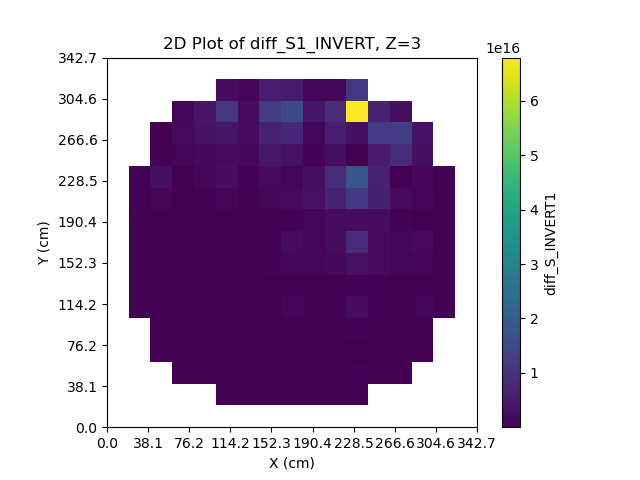 2D Plot of diff_S1_INVERT, Z=3
1e16
342.7
304.6
266.6
228.5
190.4
152.3
114.2
76.2
38.1
0.0
Y (cm)
0.0 38.1 76.2 114.2 152.3 190.4 228.5 266.6 304.6 342.7
X (cm)
6
5
4
3
2
1
diff_S_INVERT1